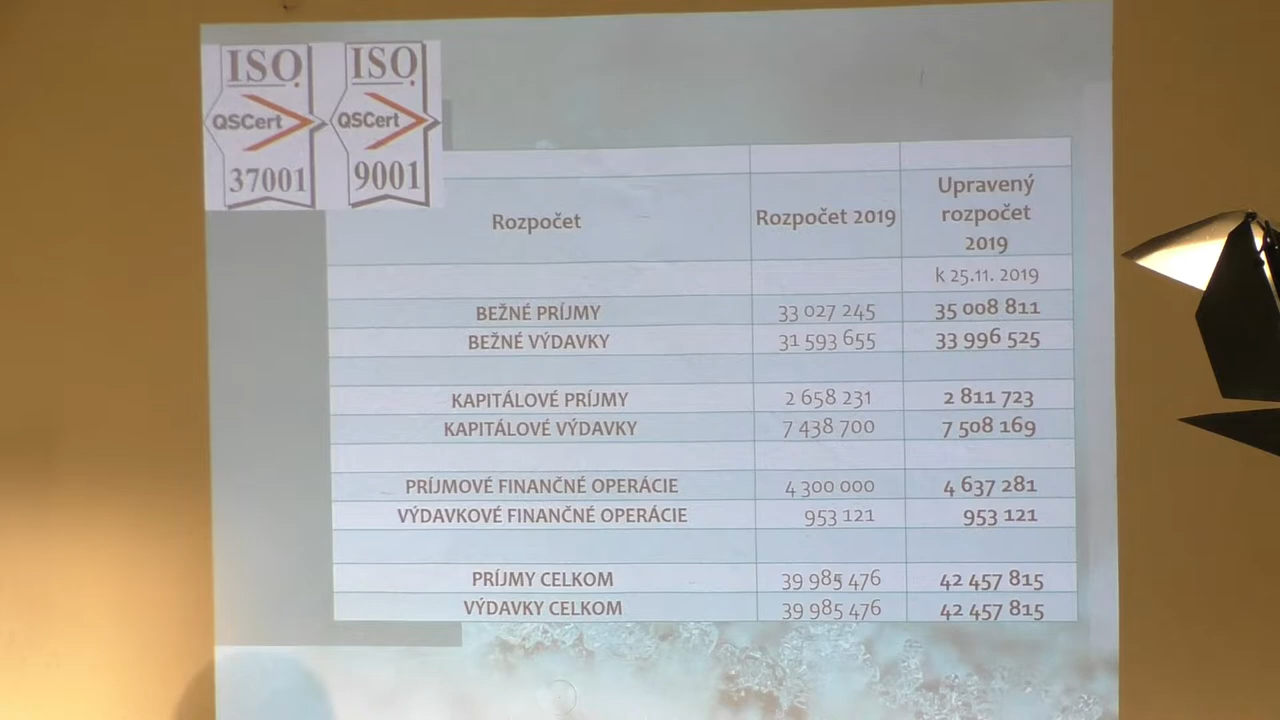 ISO ISO
QSCert QSCert
37001 9001
Rozpočet Rozpočet 2019 Upravený
rozpočet
2019
k 25.11. 2019
BEŽNÉ PRÍJMY 33 027 245 35 008 811
BEŽNÉ VÝDAVKY 31 593 655 33 996 525
KAPITÁLOVÉ PRÍJMY 2 658 231 2 811 723
KAPITÁLOVÉ VÝDAVKY 7 438 700 7 508 169
PRÍJMOVÉ FINANČNÉ OPERÁCIE 4 300 000 4 637 281
VÝDAVKOVÉ FINANČNÉ OPERÁCIE 953 121 953 121
PRÍJMY CELKOM 39 985 476 42 457 815
VÝDAVKY CELKOM 39 985 476 42 457 815